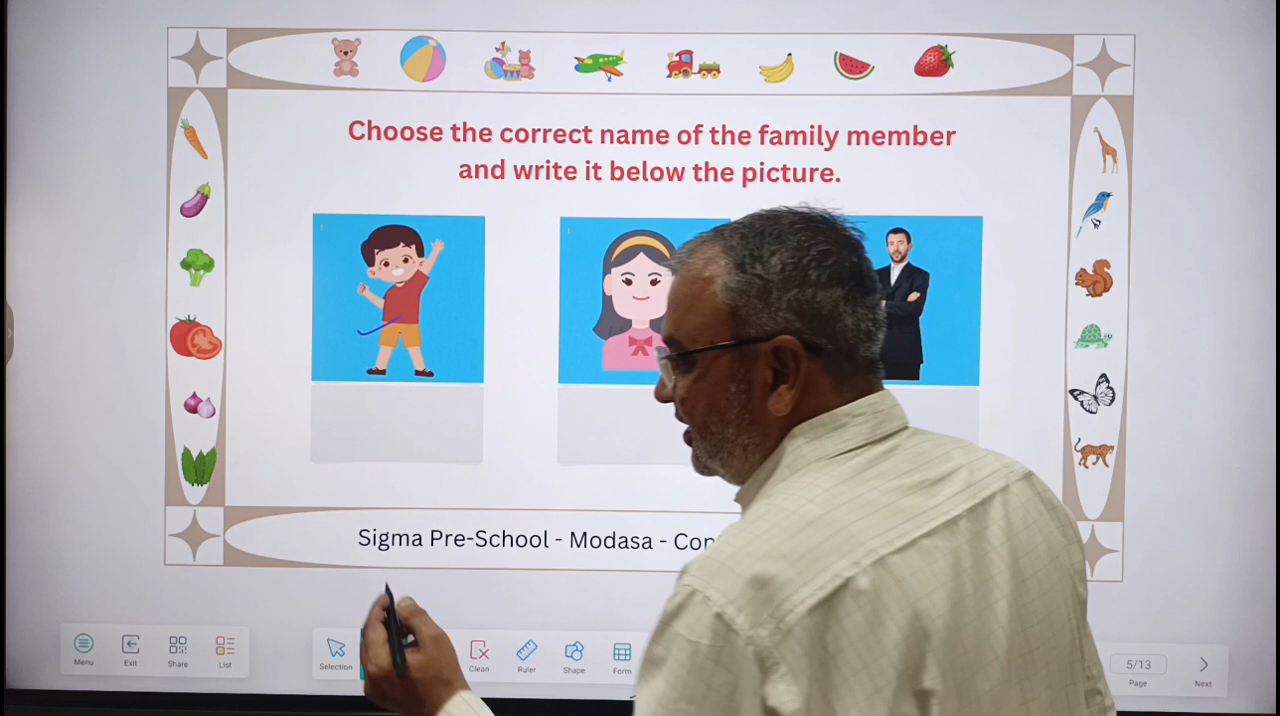 Choose the correct name of the family member
and write it below the picture.
Sigma Pre-School - Modasa -
Menu
Exit
Share
List
Selection
Clean
Ruler
Shape
Form
5/13
Page
Next